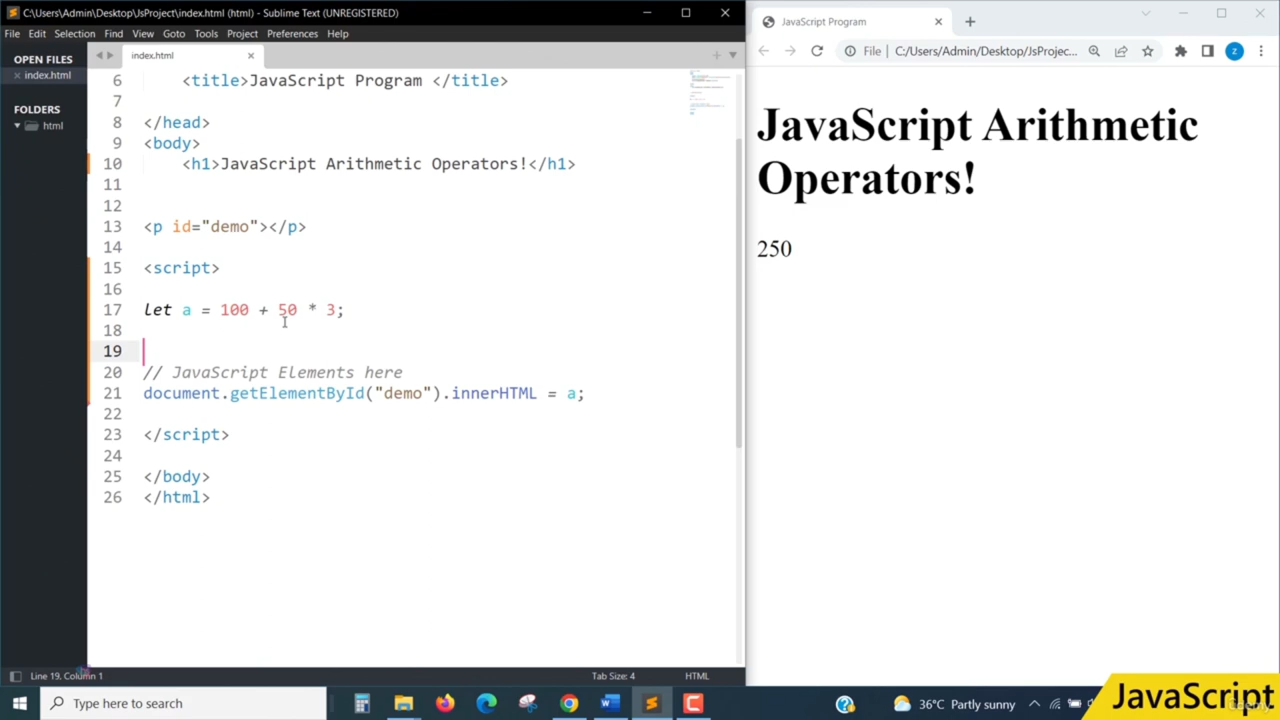 C:\Users\Admin\Desktop\JsProject\index.html (html) - Sublime Text (UNREGISTERED)
File Edit Selection Find View Goto Tools Project Preferences Help
OPEN FILES
index.html
FOLDERS
html
index.html
6 <title>JavaScript Program </title>
7
8 </head>
9 <body>
10 <h1>JavaScript Arithmetic Operators!</h1>
11
12
13 <p id="demo"></p>
14
15 <script>
16
17 let a = 100 + 50 * 3;
18
19
20 // JavaScript Elements here
21 document.getElementById("demo").innerHTML = a;
22
23 </script>
24
25 </body>
26 </html>
Line 19, Column 1
Tab Size: 4
HTML
JavaScript Program
File
C:/Users/Admin/Desktop/JsProjec...
Z
JavaScript Arithmetic
Operators!
250
Type here to search
36°C Partly sunny
JavaScript
Udemy